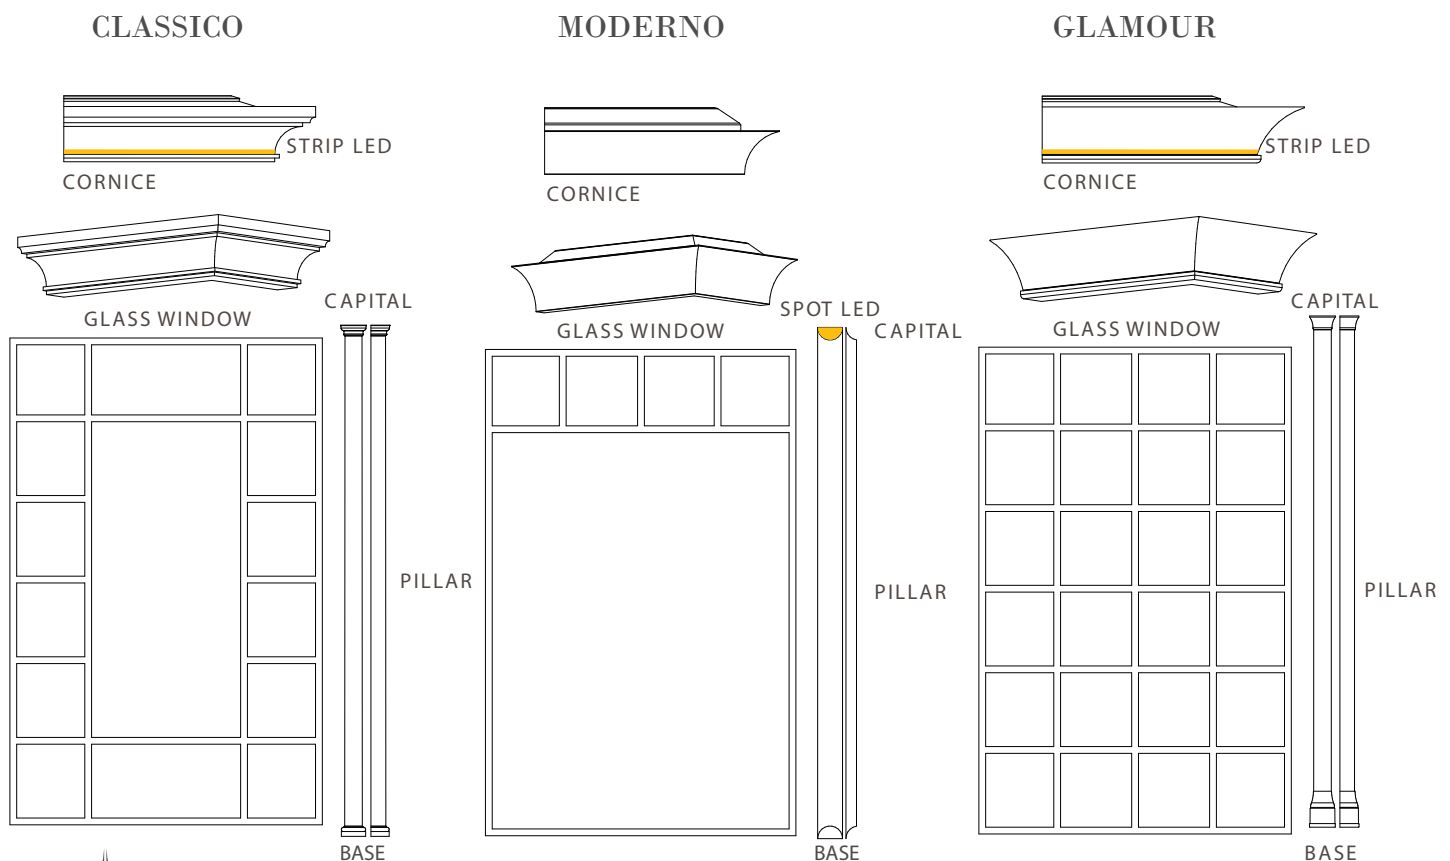 CLASSICO
STRIP LED
CORNICE
CAPITAL
GLASS WINDOW
PILLAR
BASE
MODERNO
CORNICE
SPOT LED
GLASS WINDOW
CAPITAL
PILLAR
BASE
GLAMOUR
STRIP LED
CORNICE
CAPITAL
GLASS WINDOW
PILLAR
BASE